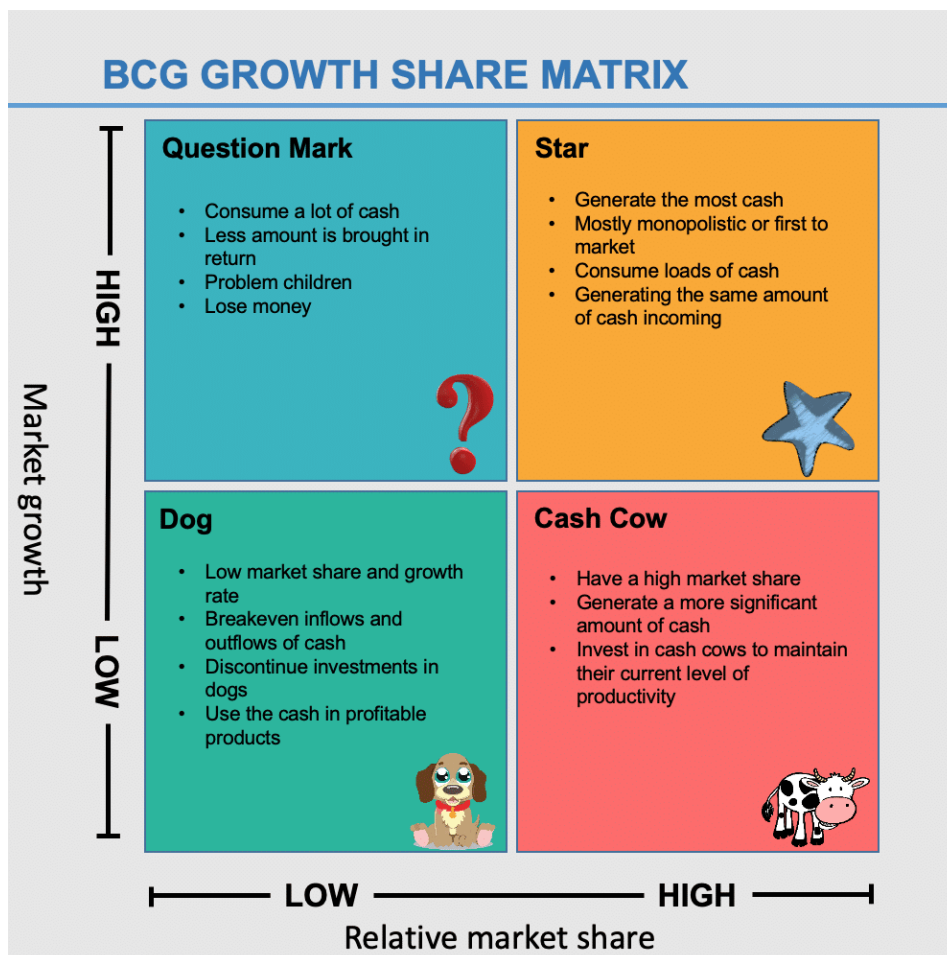 BCG GROWTH SHARE MATRIX
Question Mark
• Consume a lot of cash
• Less amount is brought in
return
• Problem children
• Lose money
Star
• Generate the most cash
• Mostly monopolistic or first to
market
• Consume loads of cash
• Generating the same amount
of cash incoming
HIGH
Market growth
LOW
Dog
• Low market share and growth
rate
• Breakeven inflows and
outflows of cash
• Discontinue investments in
dogs
• Use the cash in profitable
products
Cash Cow
• Have a high market share
• Generate a more significant
amount of cash
• Invest in cash cows to maintain
their current level of
productivity
LOW
HIGH
Relative market share